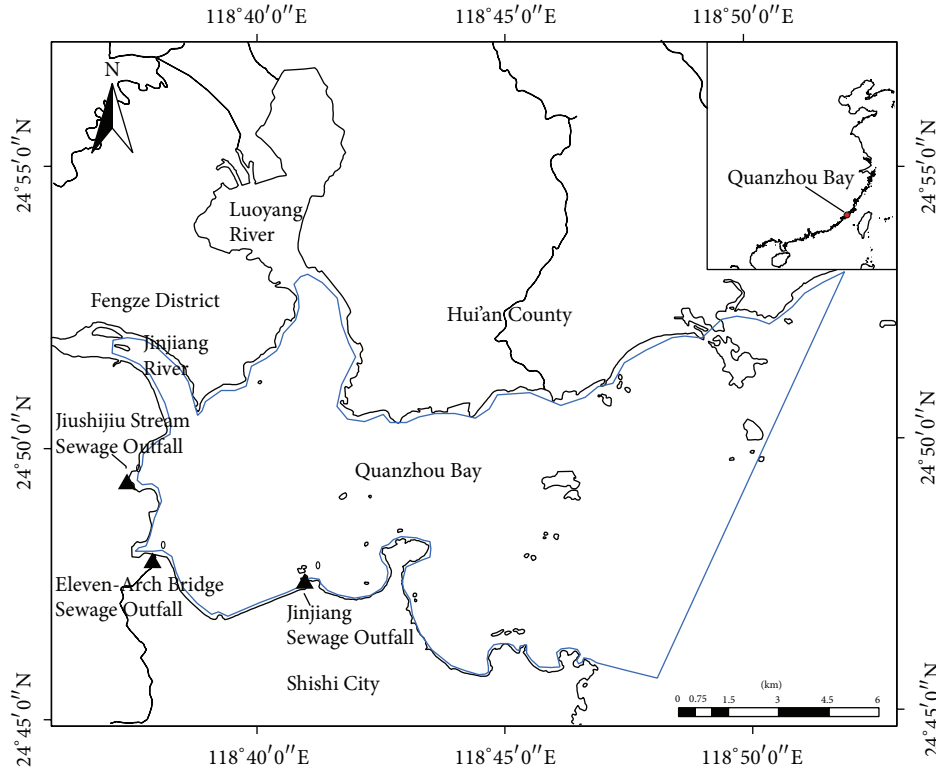 118°40′0″E
118°45′0″E
118°50′0″E
N
24°55′0″N
24°55′0″N
Quanzhou Bay
Luoyang
River
Fengze District
Hui'an County
Jinjiang
River
Jiushijiu Stream
Sewage Outfall
24°50′0″N
24°50′0″N
Quanzhou Bay
Eleven-Arch Bridge
Sewage Outfall
Jinjiang
Sewage Outfall
Shishi City
(km)
0 0.75 1.5 3 4.5 6
24°45′0″N
24°45′0″N
118°40′0″E
118°45′0″E
118°50′0″E